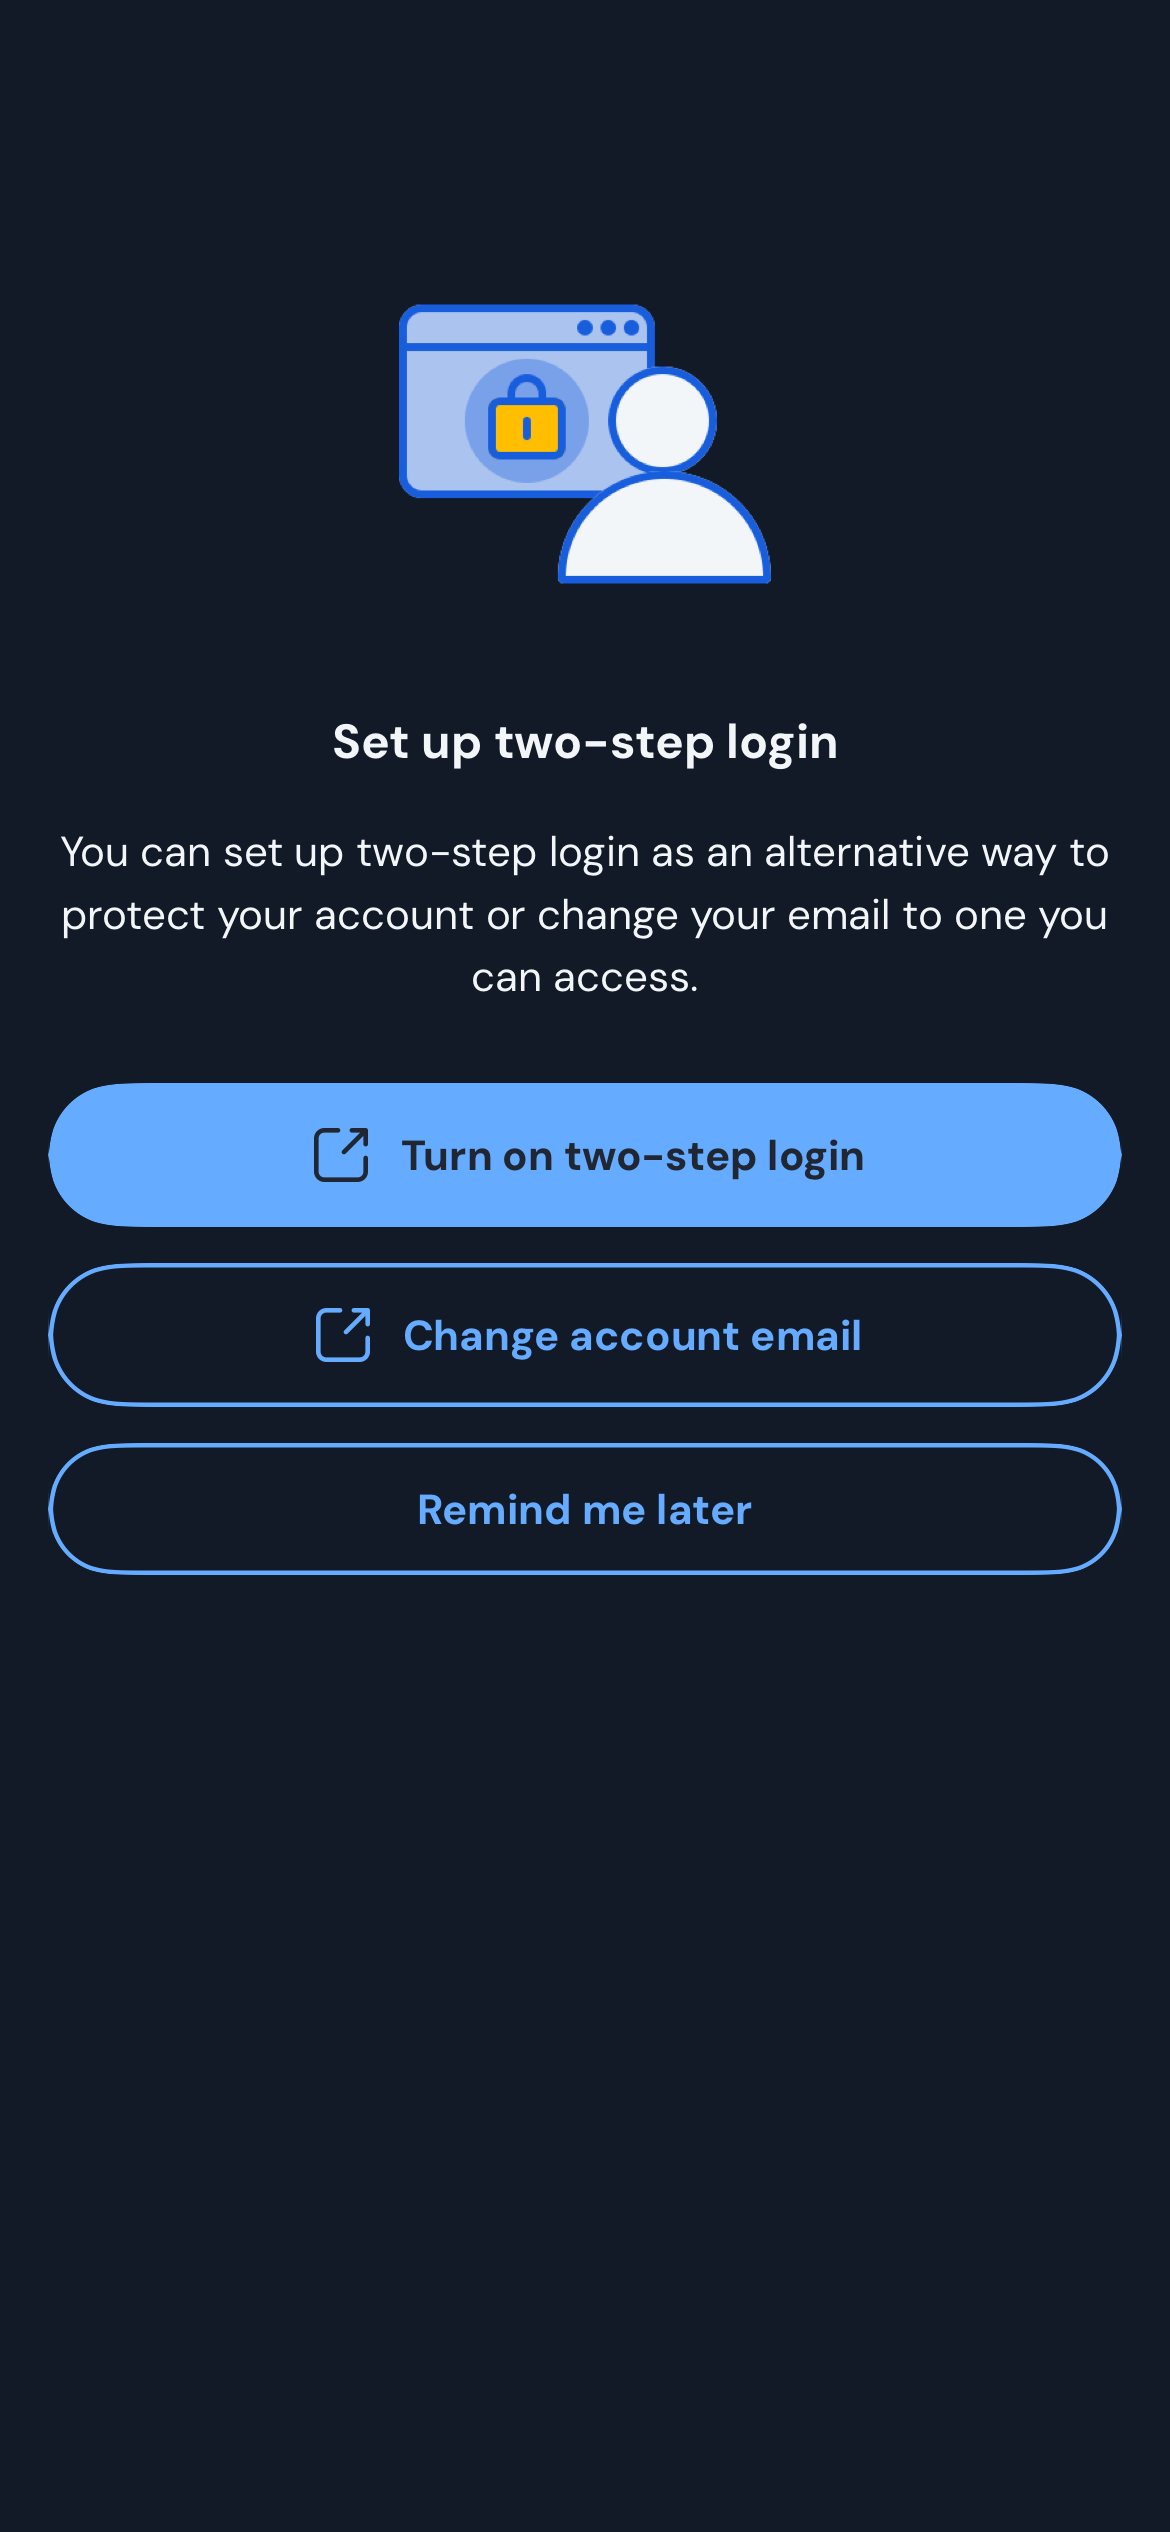 Set up two-step login
You can set up two-step login as an alternative way to
protect your account or change your email to one you
can access.
Turn on two-step login
Change account email
Remind me later